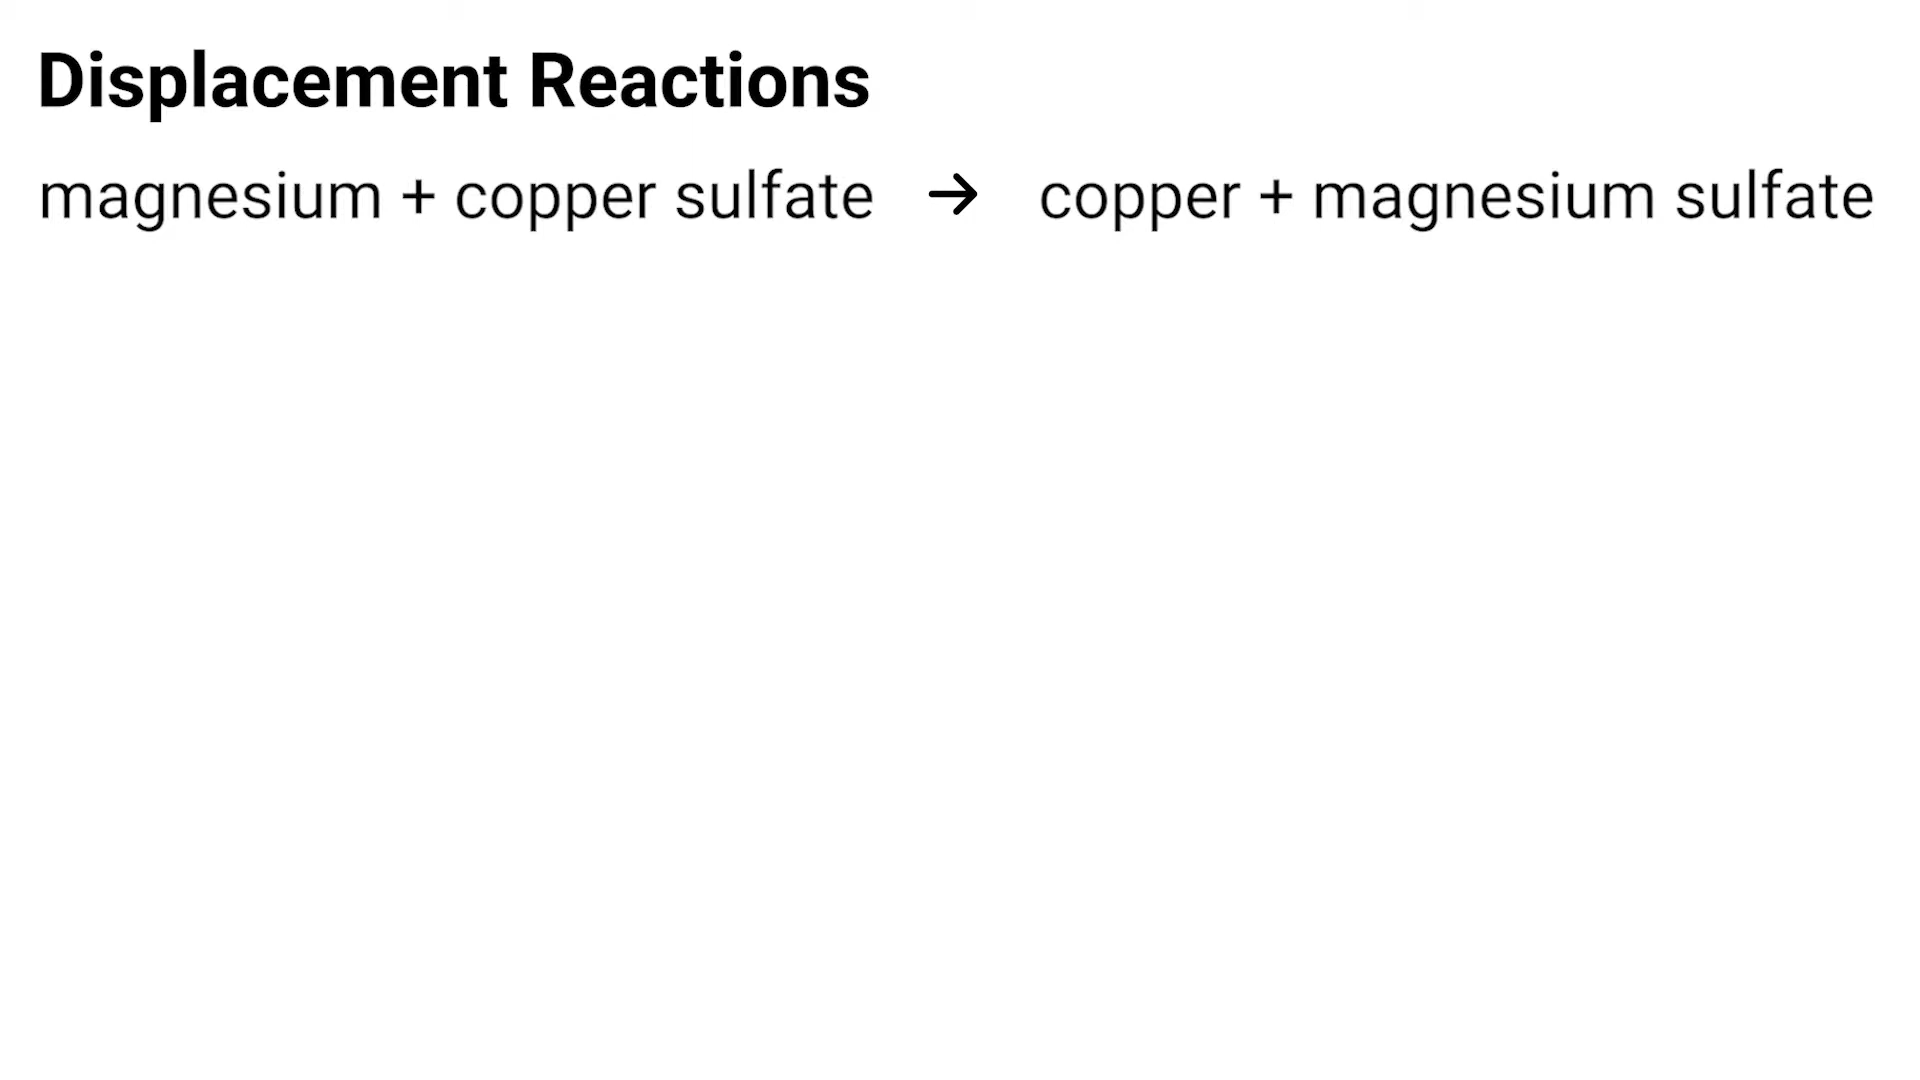 Displacement Reactions
magnesium + copper sulfate → copper + magnesium sulfate